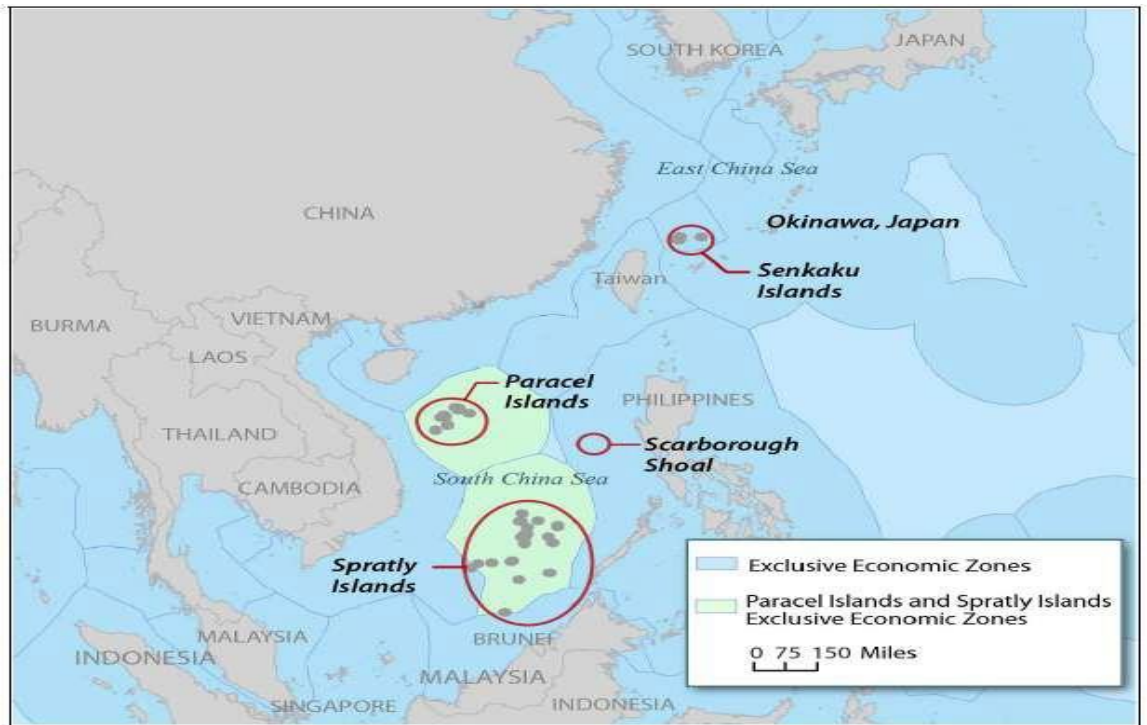 SOUTH KOREA
JAPAN
East China Sea
CHINA
Okinawa, Japan
Senkaku
Islands
Taiwan
BURMA
VIETNAM
LAOS
Paracel
Islands
PHILIPPINES
THAILAND
Scarborough
Shoal
South China Sea
CAMBODIA
Spratly
Islands
Exclusive Economic Zones
Paracel Islands and Spratly Islands
Exclusive Economic Zones
0 75 150 Miles
BRUNEI
MALAYSIA
INDONESIA
MALAYSIA
SINGAPORE
INDONESIA